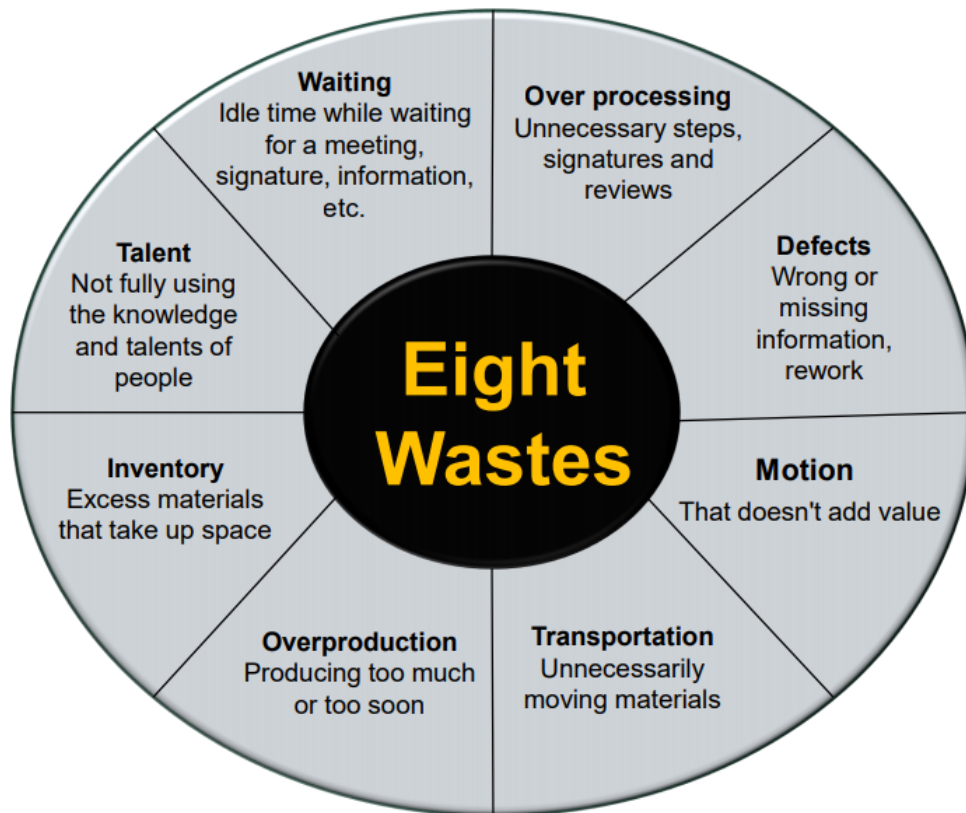 Waiting
Idle time while waiting
for a meeting,
signature, information,
etc.
Over processing
Unnecessary steps,
signatures and
reviews
Defects
Wrong or
missing
information,
rework
Motion
That doesn't add value
Transportation
Unnecessarily
moving materials
Overproduction
Producing too much
or too soon
Inventory
Excess materials
that take up space
Talent
Not fully using
the knowledge
and talents of
people
Eight
Wastes